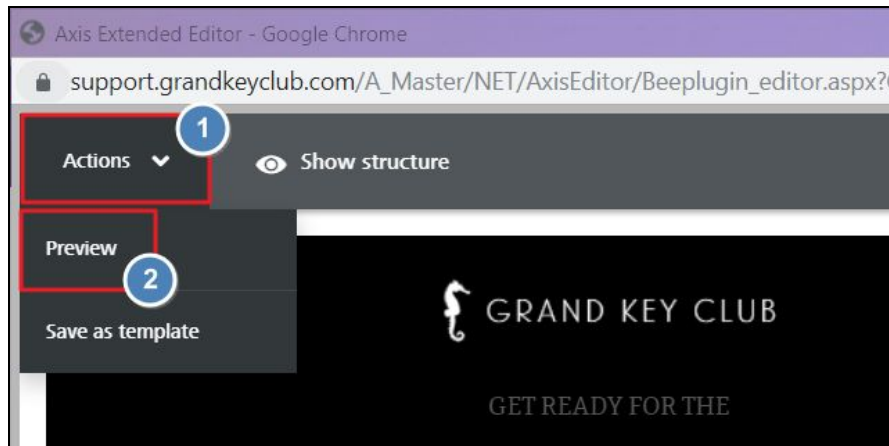 Axis Extended Editor - Google Chrome
support.grandkeyclub.com/A_Master/NET/AxisEditor/Beeplugin_editor.aspx?
1
Actions
Show structure
Preview
2
Save as template
GRAND KEY CLUB
GET READY FOR THE